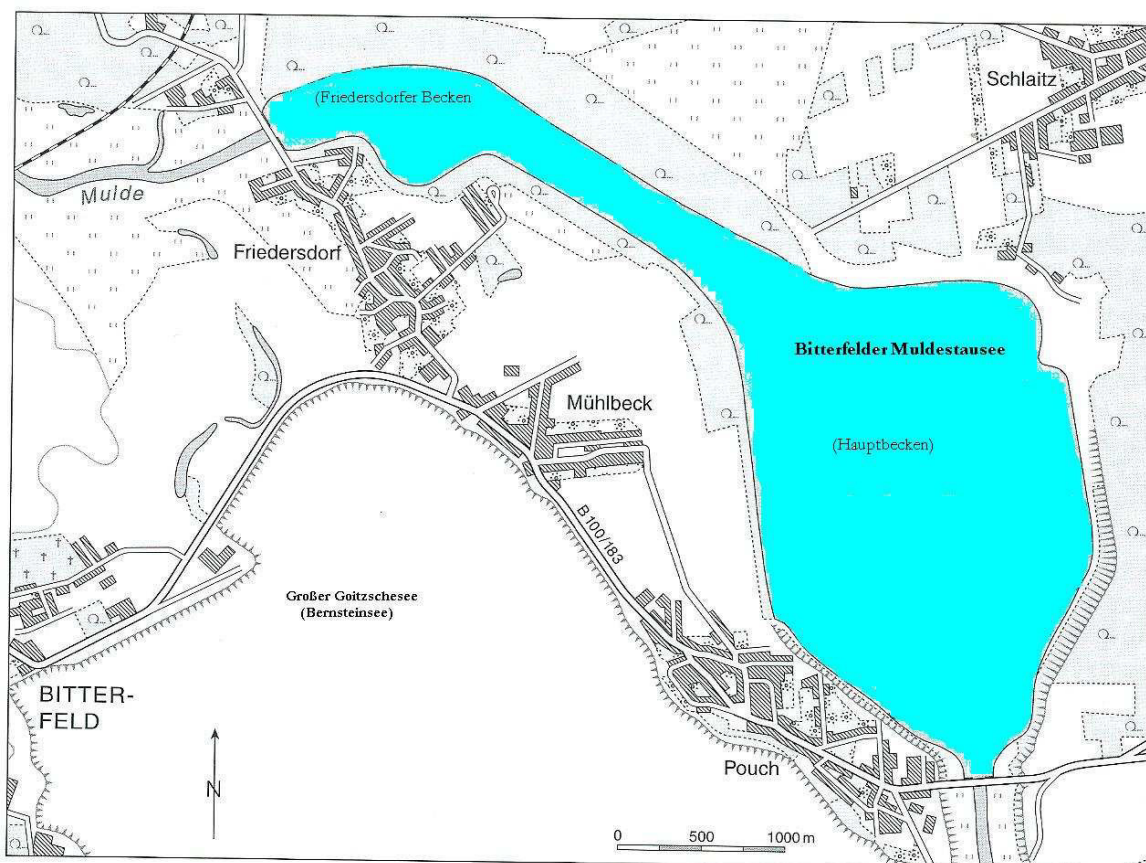 (Friedersdorfer Becken
Schlaitz
Mulde
Friedersdorf
Bitterfelder Muldestausee
Mühlbeck
(Hauptbecken)
B 100/183
Großer Goitzschesee
(Bernsteinsee)
BITTER-
FELD
Pouch
N
0 500 1000 m